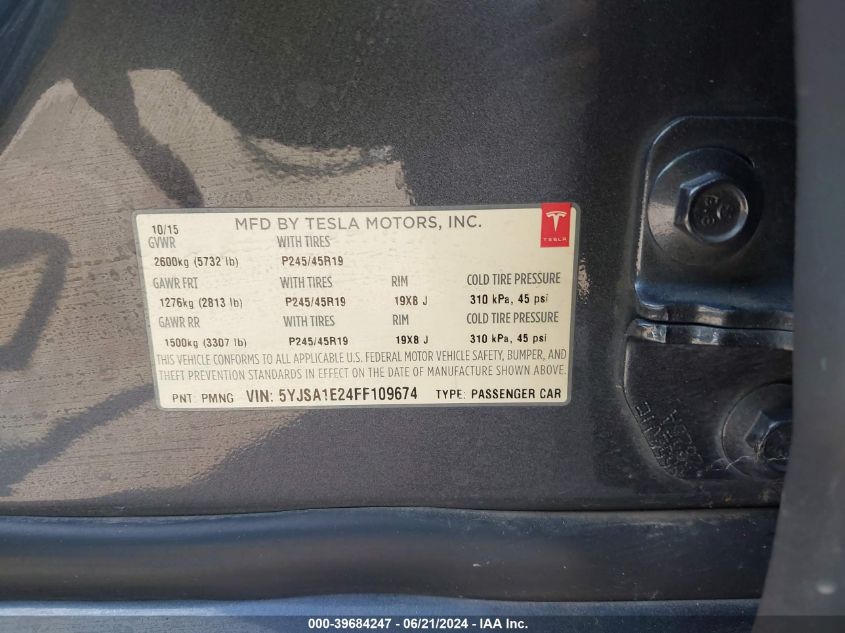 10/15 MFD BY TESLA MOTORS, INC.
TESLA
GVWR WITH TIRES
2600kg (5732 lb) P245/45R19
GAWR FRT WITH TIRES RIM COLD TIRE PRESSURE
1276kg (2813 lb) P245/45R19 19X8 J 310 kPa, 45 psi
GAWR RR WITH TIRES RIM COLD TIRE PRESSURE
1500kg (3307 lb) P245/45R19 19X8 J 310 kPa, 45 psi
THIS VEHICLE CONFORMS TO ALL APPLICABLE U.S. FEDERAL MOTOR VEHICLE SAFETY, BUMPER, AND
THEFT PREVENTION STANDARDS IN EFFECT ON THE DATE OF MANUFACTURE SHOWN ABOVE.
PNT: PMNG VIN: 5YJSA1E24FF109674 TYPE: PASSENGER CAR
000-39684247 - 06/21/2024 - IAAI.com